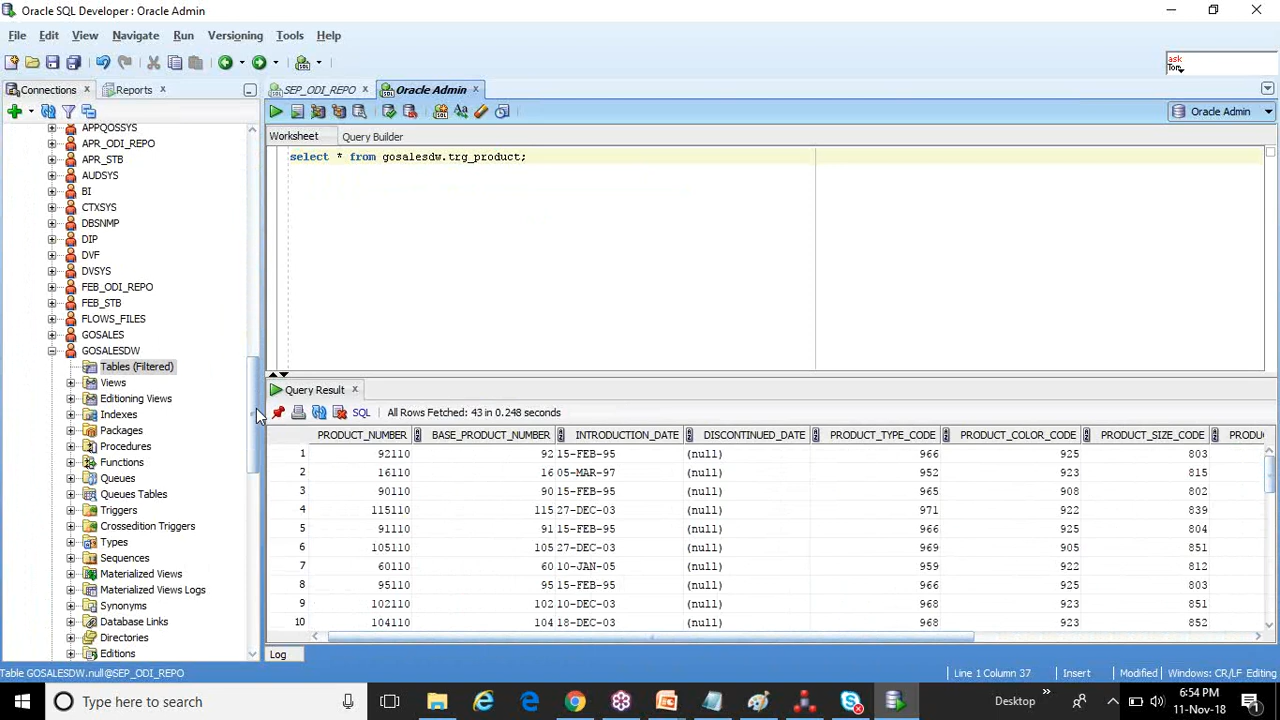 Oracle SQL Developer : Oracle Admin
File Edit View Navigate Run Versioning Tools Help
ask
Tom
Connections Reports
SEP_ODI_REPO Oracle Admin
Oracle Admin
Worksheet Query Builder
select * from gosalesdw.trg_product;
APPQOSSYS
APR_ODI_REPO
APR_STB
AUDSYS
BI
CTXSYS
DBSNMP
DIP
DVF
DVSYS
FEB_ODI_REPO
FEB_STB
FLOWS_FILES
GOSALES
GOSALESDW
Tables (Filtered)
Views
Editioning Views
Indexes
Packages
Procedures
Functions
Queues
Queues Tables
Triggers
Crossedition Triggers
Types
Sequences
Materialized Views
Materialized Views Logs
Synonyms
Database Links
Directories
Editions
Query Result
SQL All Rows Fetched: 43 in 0.248 seconds
PRODUCT_NUMBER BASE_PRODUCT_NUMBER INTRODUCTION_DATE DISCONTINUED_DATE PRODUCT_TYPE_CODE PRODUCT_COLOR_CODE PRODUCT_SIZE_CODE PRODU
1 92110 92 15-FEB-95 (null) 966 925 803
2 16110 16 05-MAR-97 (null) 952 923 815
3 90110 90 15-FEB-95 (null) 965 908 802
4 115110 115 27-DEC-03 (null) 971 922 839
5 91110 91 15-FEB-95 (null) 966 925 804
6 105110 105 27-DEC-03 (null) 969 905 851
7 60110 60 10-JAN-05 (null) 959 922 812
8 95110 95 15-FEB-95 (null) 966 925 803
9 102110 102 10-DEC-03 (null) 968 923 851
10 104110 104 18-DEC-03 (null) 968 923 852
Log
Table GOSALESDW.null@SEP_ODI_REPO
Line 1 Column 37 Insert Modified Windows: CR/LF Editing
Type here to search
Desktop
6:54 PM
11-Nov-18
1